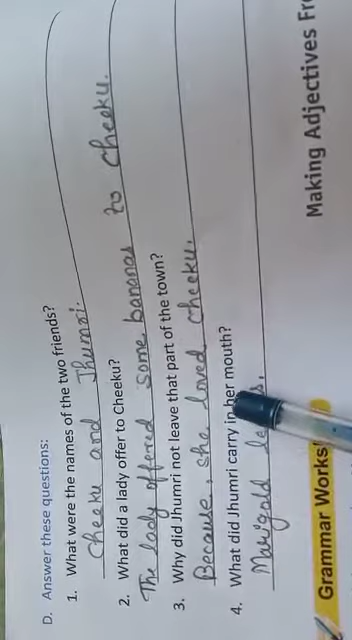 D. Answer these questions:
1. What were the names of the two friends?
Cheeku and Jhumri.
2. What did a lady offer to Cheeku?
The lady offered some bananas to cheeku.
3. Why did Jhumri not leave that part of the town?
Because, she loved cheeku.
4. What did Jhumri carry in her mouth?
Marigold
Grammar Works
Making Adjectives